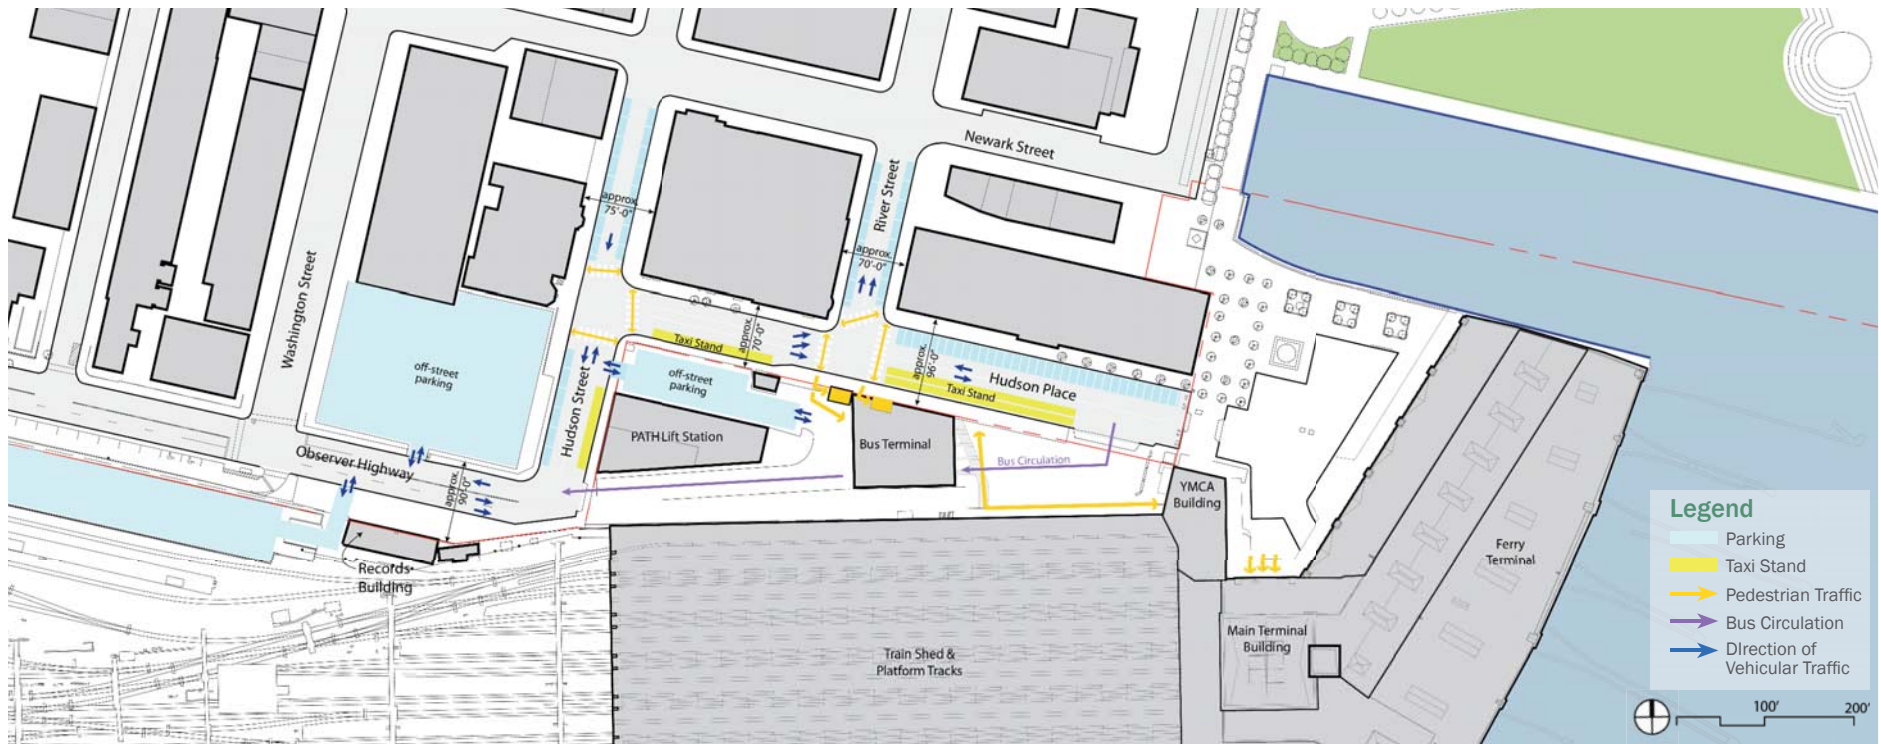 Newark Street
River Street
approx.
75'-0"
approx.
70'-0"
Washington Street
Taxi Stand
approx.
70'-0"
approx.
96'-0"
Hudson Place
Taxi Stand
off-street
parking
off-street
parking
Hudson Street
PATH Lift Station
Bus Terminal
Bus Circulation
Observer Highway
approx.
90'-0"
YMCA
Building
Records
Building
Ferry
Terminal
Main Terminal
Building
Train Shed &
Platform Tracks
Legend
Parking
Taxi Stand
Pedestrian Traffic
Bus Circulation
DIrection of
Vehicular Traffic
100'
200'